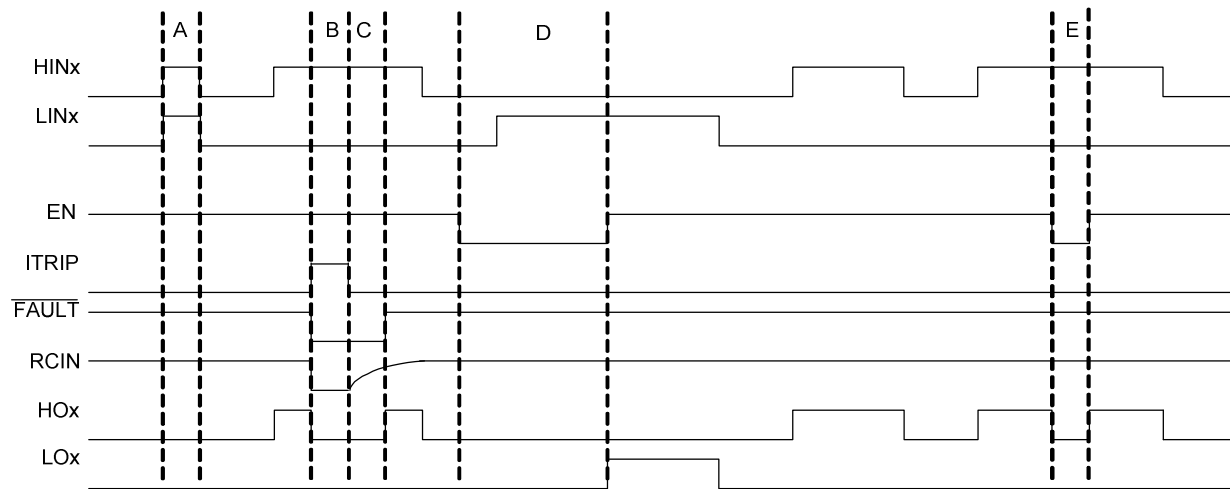 A B C D E
HINx
LINx
EN
ITRIP
FAULT
RCIN
HOx
LOx